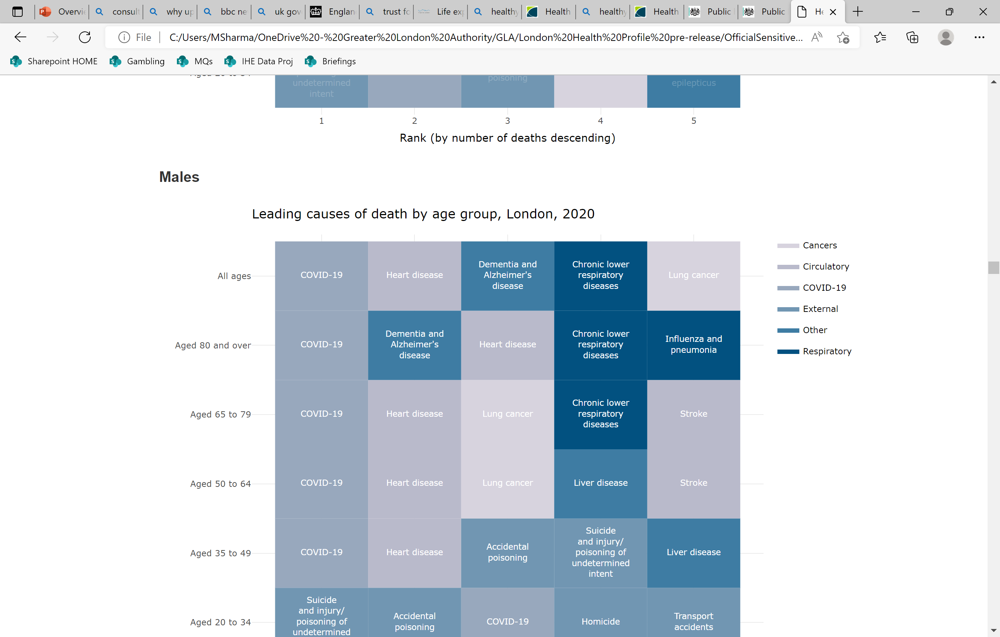 Overvie consult why up bbc ne uk gov Englan trust fo Life exp healthy Health healthy Health Public Public He
File C:/Users/MSharma/OneDrive%20-%20Greater%20London%20Authority/GLA/London%20Health%20Profile%20pre-release/OfficialSensitive...
Sharepoint HOME Gambling MQs IHE Data Proj Briefings
undetermined
intent
poisoning
epilepticus
1 2 3 4 5
Rank (by number of deaths descending)
Males
Leading causes of death by age group, London, 2020
All ages
COVID-19
Heart disease
Dementia and
Alzheimer's
disease
Chronic lower
respiratory
diseases
Lung cancer
Aged 80 and over
COVID-19
Dementia and
Alzheimer's
disease
Heart disease
Chronic lower
respiratory
diseases
Influenza and
pneumonia
Aged 65 to 79
COVID-19
Heart disease
Lung cancer
Chronic lower
respiratory
diseases
Stroke
Aged 50 to 64
COVID-19
Heart disease
Lung cancer
Liver disease
Stroke
Aged 35 to 49
COVID-19
Heart disease
Accidental
poisoning
Suicide
and injury/
poisoning of
undetermined
intent
Liver disease
Aged 20 to 34
Suicide
and injury/
poisoning of
undetermined
Accidental
poisoning
COVID-19
Homicide
Transport
accidents
Cancers
Circulatory
COVID-19
External
Other
Respiratory